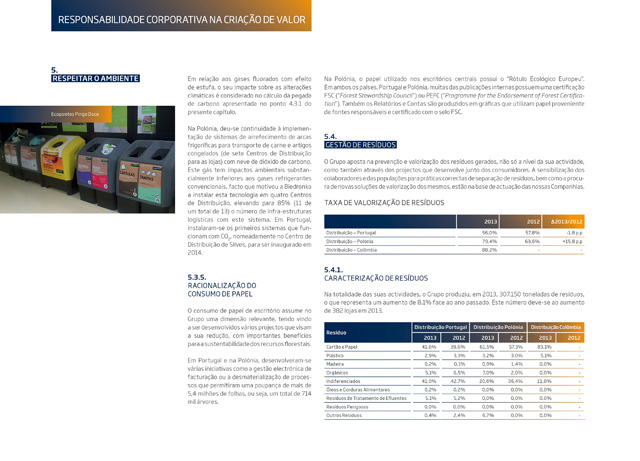 RESPONSABILIDADE CORPORATIVA NA CRIAÇÃO DE VALOR
5.
RESPEITAR O AMBIENTE
Ecopontos Pingo Doce
Em relação aos gases fluorados com efeito
de estufa, o seu impacte sobre as alterações
climáticas é considerado no cálculo da pegada
de carbono apresentado no ponto 4.3.1 do
presente capítulo.
Na Polónia, deu-se continuidade à implemen-
tação de sistemas de arrefecimento de arcas
frigoríficas para transporte de carne e artigos
congelados (de sete Centros de Distribuição
para as lojas) com neve de dióxido de carbono.
Este gás tem impactes ambientais substan-
cialmente inferiores aos gases refrigerantes
convencionais, facto que motivou a Biedronka
a instalar esta tecnologia em quatro Centros
de Distribuição, elevando para 85% (11 de
um total de 13) o número de infra-estruturas
logísticas com este sistema. Em Portugal,
instalaram-se os primeiros sistemas que fun-
cionam com CO2, nomeadamente no Centro de
Distribuição de Silves, para ser inaugurado em
2014.
5.3.5.
RACIONALIZAÇÃO DO
CONSUMO DE PAPEL
O consumo de papel de escritório assume no
Grupo uma dimensão relevante, tendo vindo
a ser desenvolvidos vários projectos que visam
a sua redução, com importantes benefícios
para a sustentabilidade dos recursos florestais.
Em Portugal e na Polónia, desenvolveram-se
várias iniciativas como a gestão electrónica de
facturação ou a desmaterialização de proces-
sos que permitiram uma poupança de mais de
5,4 milhões de folhas, ou seja, um total de 714
mil árvores.
Na Polónia, o papel utilizado nos escritórios centrais possui o "Rótulo Ecológico Europeu".
Em ambos os países, Portugal e Polónia, muitas das publicações internas possuem uma certificação
FSC ("Forest Stewardship Council") ou PEFC ("Programme for the Endorsement of Forest Certifica-
tion"). Também os Relatórios e Contas são produzidos em gráficas que utilizam papel proveniente
de fontes responsáveis e certificado com o selo FSC.
5.4.
GESTÃO DE RESÍDUOS
O Grupo aposta na prevenção e valorização dos resíduos gerados, não só a nível da sua actividade,
como também através dos projectos que desenvolve junto dos consumidores. A sensibilização dos
colaboradores e das populações para práticas correctas de separação de resíduos, bem como a procu-
ra de novas soluções de valorização dos mesmos, estão na base de actuação das nossas Companhias.
TAXA DE VALORIZAÇÃO DE RESÍDUOS
2013 2012 Δ2013/2012
Distribuição – Portugal 56,0% 57,8% -1,8 p.p
Distribuição – Polónia 79,4% 63,6% +15,8 p.p
Distribuição – Colômbia 88,2% - -
5.4.1.
CARACTERIZAÇÃO DE RESÍDUOS
Na totalidade das suas actividades, o Grupo produziu, em 2013, 307.150 toneladas de resíduos,
o que representa um aumento de 8,1% face ao ano passado. Este número deve-se ao aumento
de 382 lojas em 2013.
Resíduo Distribuição Portugal Distribuição Polónia Distribuição Colômbia
2013 2012 2013 2012 2013 2012
Cartão e Papel 41,6% 39,6% 61,5% 57,3% 83,1% -
Plástico 2,9% 3,3% 3,2% 3,0% 5,1% -
Madeira 0,2% 0,1% 0,9% 1,4% 0,0% -
Orgânicos 5,1% 6,5% 7,0% 2,0% 0,0% -
Indiferenciados 41,0% 42,7% 20,6% 36,4% 11,8% -
Óleos e Gorduras Alimentares 0,2% 0,2% 0,0% 0,0% 0,0% -
Resíduos de Tratamento de Efluentes 5,1% 5,2% 0,0% 0,0% 0,0% -
Resíduos Perigosos 0,0% 0,0% 0,0% 0,0% 0,0% -
Outros Resíduos 0,4% 2,4% 6,7% 0,0% 0,0% -